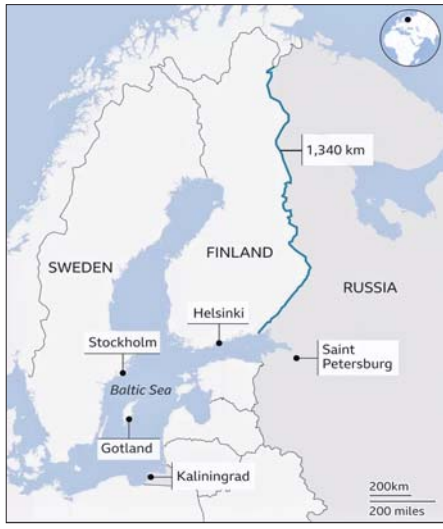 1,340 km
FINLAND
SWEDEN
RUSSIA
Helsinki
Stockholm
Saint
Petersburg
Baltic Sea
Gotland
Kaliningrad
200km
200 miles